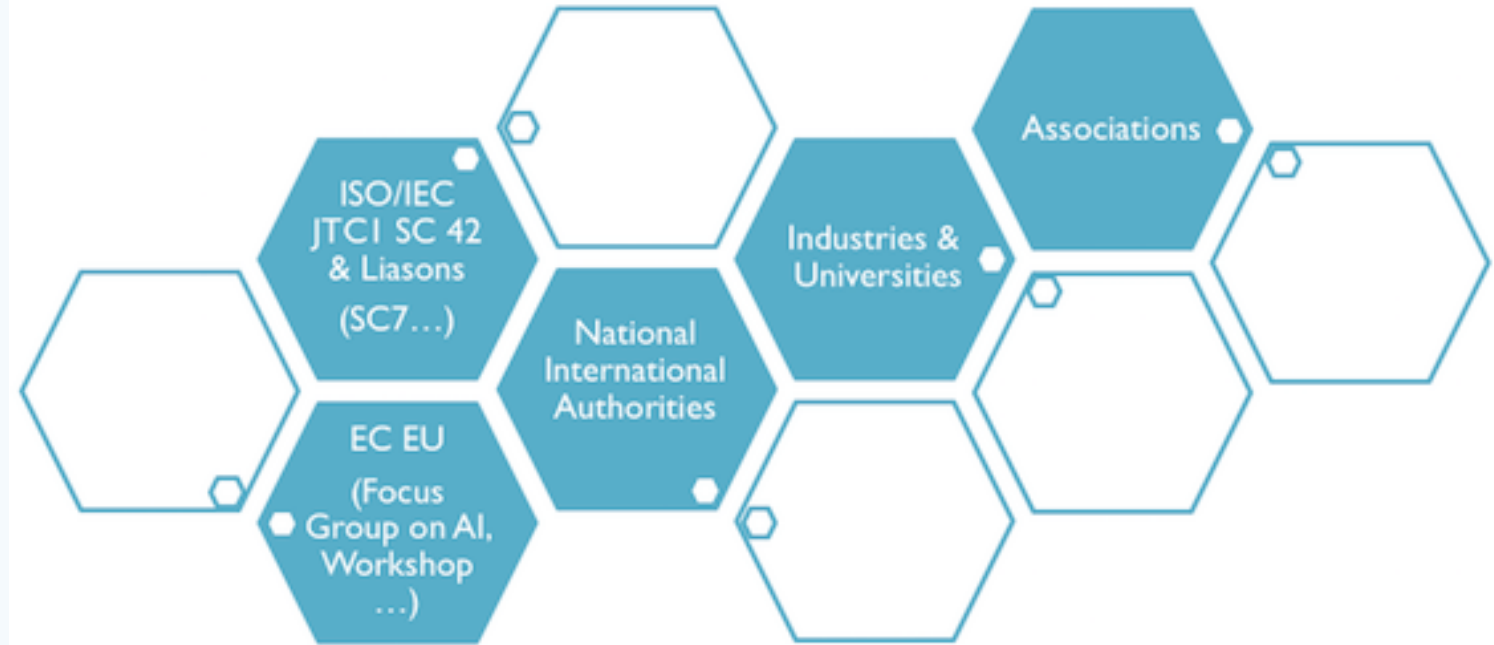 ISO/IEC
JTC1 SC 42
& Liasons
(SC7...)
EC EU
(Focus
Group on AI,
Workshop
...)
National
International
Authorities
Industries &
Universities
Associations